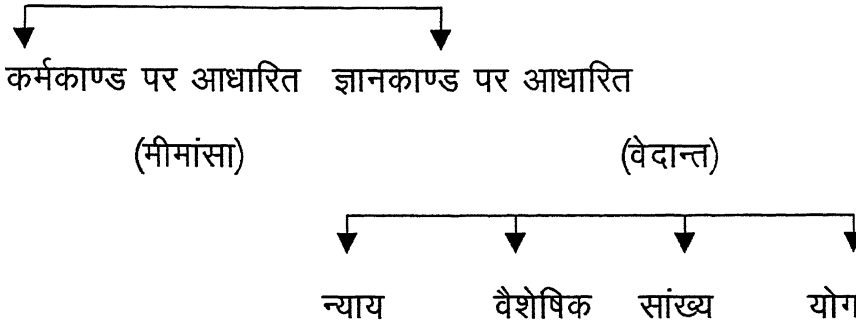 कर्मकाण्ड पर आधारित ज्ञानकाण्ड पर आधारित
(मीमांसा) (वेदान्त)
न्याय वैशेषिक सांख्य योग